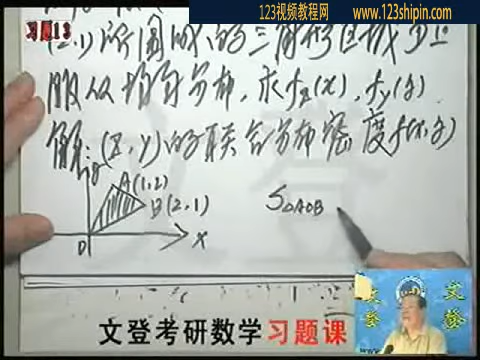 123视频教程网 www.123shipin.com
习题13
(2,1)所围成的三角形区域D上
服从均匀分布,求fx(x), fy(y).
解:(X,Y)的联合分布密度f(x,y)
y
A(1,2)
B(2,1)
S△AOB
0
x
文登考研数学习题课
文登
文登